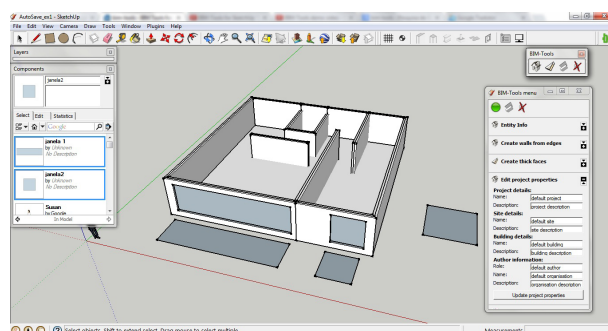 AutoSave_ex1 - SketchUp
File Edit View Camera Draw Tools Window Plugins Help
Layers
Components
janela2
Select Edit Statistics
Google
janela 1
by Unknown
No Description
janela2
by Unknown
No Description
Susan
by Google
In Model
BIM-Tools
BIM-Tools menu
Entity Info
Create walls from edges
Create thick faces
Edit project properties
Project details:
Name: default project
Description: project description
Site details:
Name: default site
Description: site description
Building details:
Name: default building
Description: building description
Author information:
Role: default author
Name: default organisation
Description: organisation description
Update project properties
Select objects. Shift to extend select. Drag mouse to select multiple.
Measurements